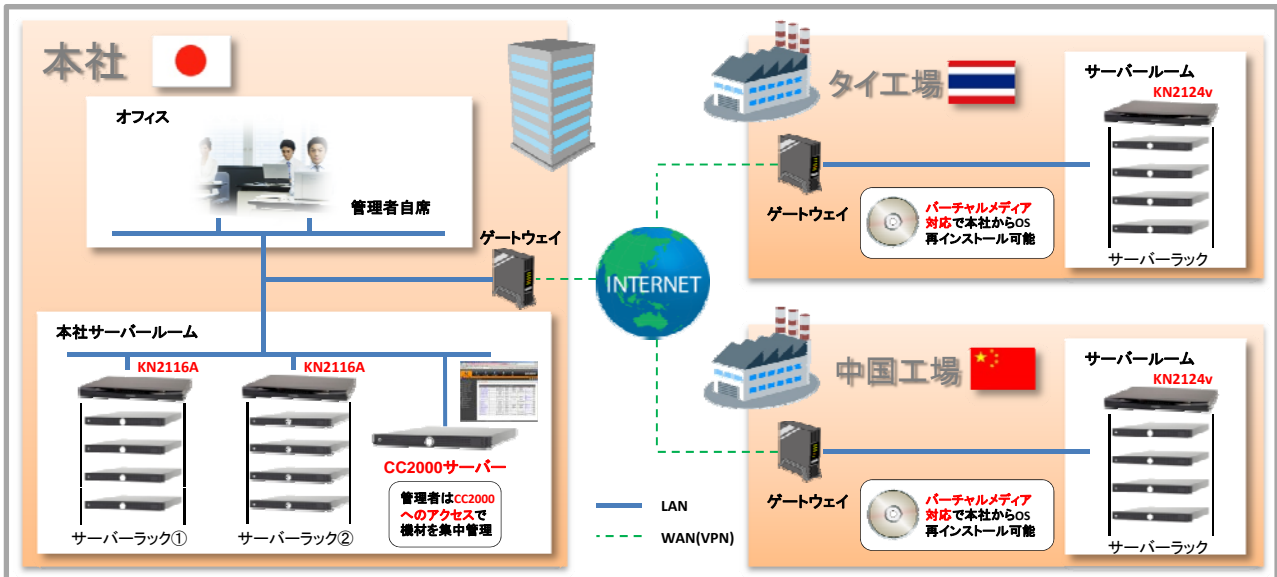 本社
オフィス
管理者自席
ゲートウェイ
本社サーバールーム
KN2116A
KN2116A
CC2000サーバー
管理者はCC2000
へのアクセスで
機材を集中管理
サーバーラック①
サーバーラック②
INTERNET
LAN
WAN(VPN)
タイ工場
サーバールーム
KN2124v
ゲートウェイ
バーチャルメディア
対応で本社からOS
再インストール可能
サーバーラック
中国工場
サーバールーム
KN2124v
ゲートウェイ
バーチャルメディア
対応で本社からOS
再インストール可能
サーバーラック